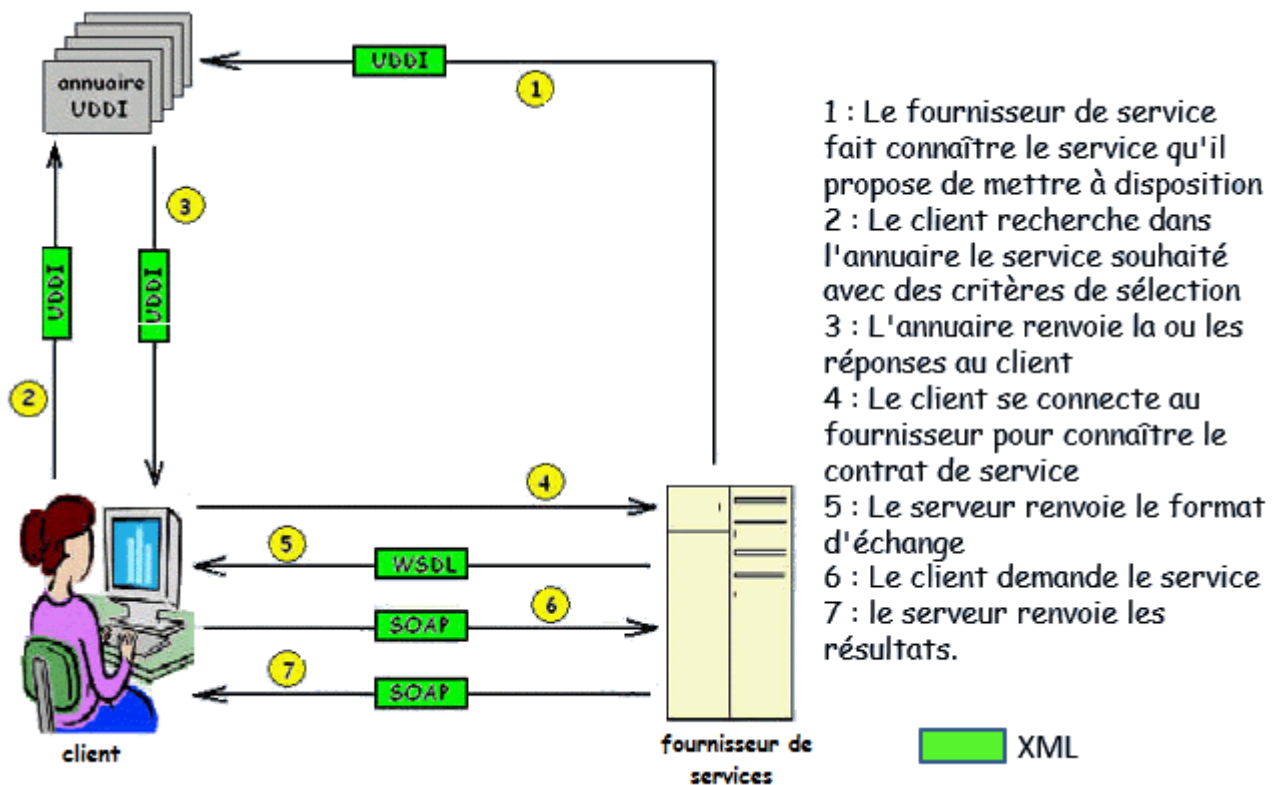 annuaire
UDDI
UDDI
1
3
UDDI
UDDI
2
4
5
WSDL
6
SOAP
7
SOAP
client
fournisseur de
services
1 : Le fournisseur de service
fait connaître le service qu'il
propose de mettre à disposition
2 : Le client recherche dans
l'annuaire le service souhaité
avec des critères de sélection
3 : L'annuaire renvoie la ou les
réponses au client
4 : Le client se connecte au
fournisseur pour connaître le
contrat de service
5 : Le serveur renvoie le format
d'échange
6 : Le client demande le service
7 : le serveur renvoie les
résultats.
XML